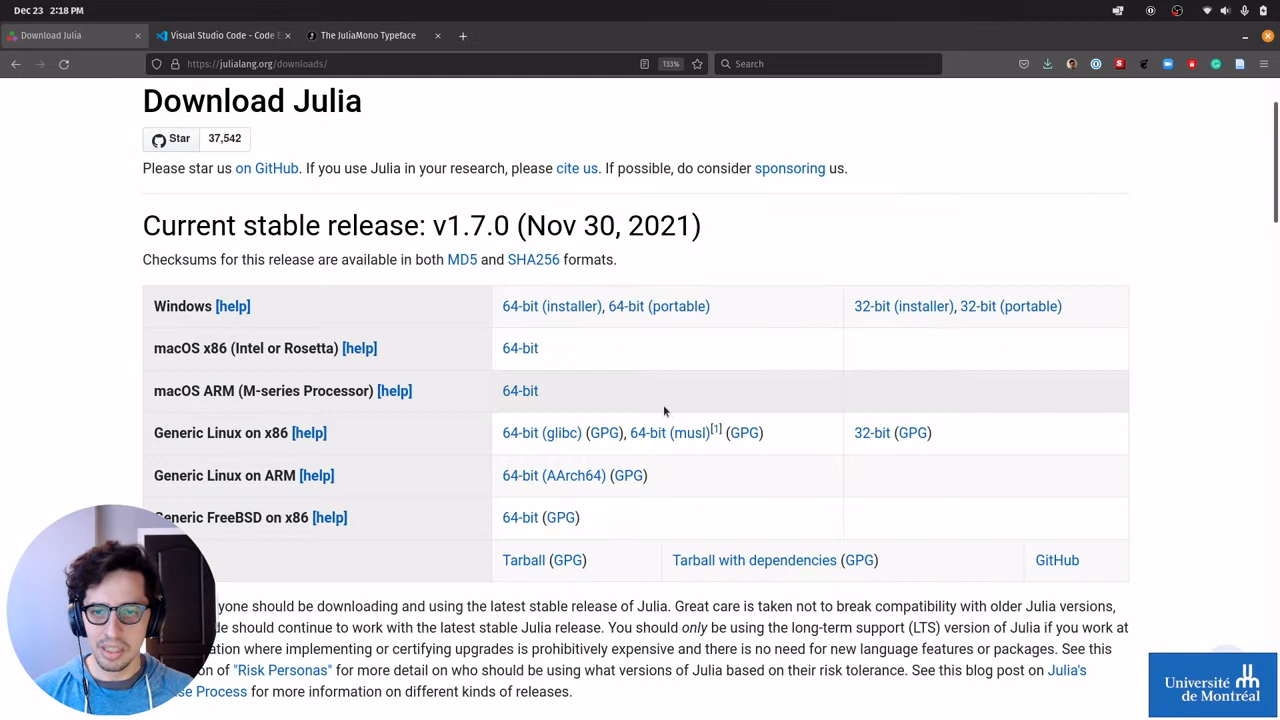 Dec 23 2:18 PM
Download Julia
Visual Studio Code - Code E
The JuliaMono Typeface
https://julialang.org/downloads/
133%
Search
Download Julia
Star 37,542
Please star us on GitHub. If you use Julia in your research, please cite us. If possible, do consider sponsoring us.
Current stable release: v1.7.0 (Nov 30, 2021)
Checksums for this release are available in both MD5 and SHA256 formats.
Windows [help] 64-bit (installer), 64-bit (portable) 32-bit (installer), 32-bit (portable)
macOS x86 (Intel or Rosetta) [help] 64-bit
macOS ARM (M-series Processor) [help] 64-bit
Generic Linux on x86 [help] 64-bit (glibc) (GPG), 64-bit (musl)[1] (GPG) 32-bit (GPG)
Generic Linux on ARM [help] 64-bit (AArch64) (GPG)
Generic FreeBSD on x86 [help] 64-bit (GPG)
Tarball (GPG) Tarball with dependencies (GPG) GitHub
yone should be downloading and using the latest stable release of Julia. Great care is taken not to break compatibility with older Julia versions,
de should continue to work with the latest stable Julia release. You should only be using the long-term support (LTS) version of Julia if you work at
ation where implementing or certifying upgrades is prohibitively expensive and there is no need for new language features or packages. See this
on of "Risk Personas" for more detail on who should be using what versions of Julia based on their risk tolerance. See this blog post on Julia's
se Process for more information on different kinds of releases.
Université
de Montréal